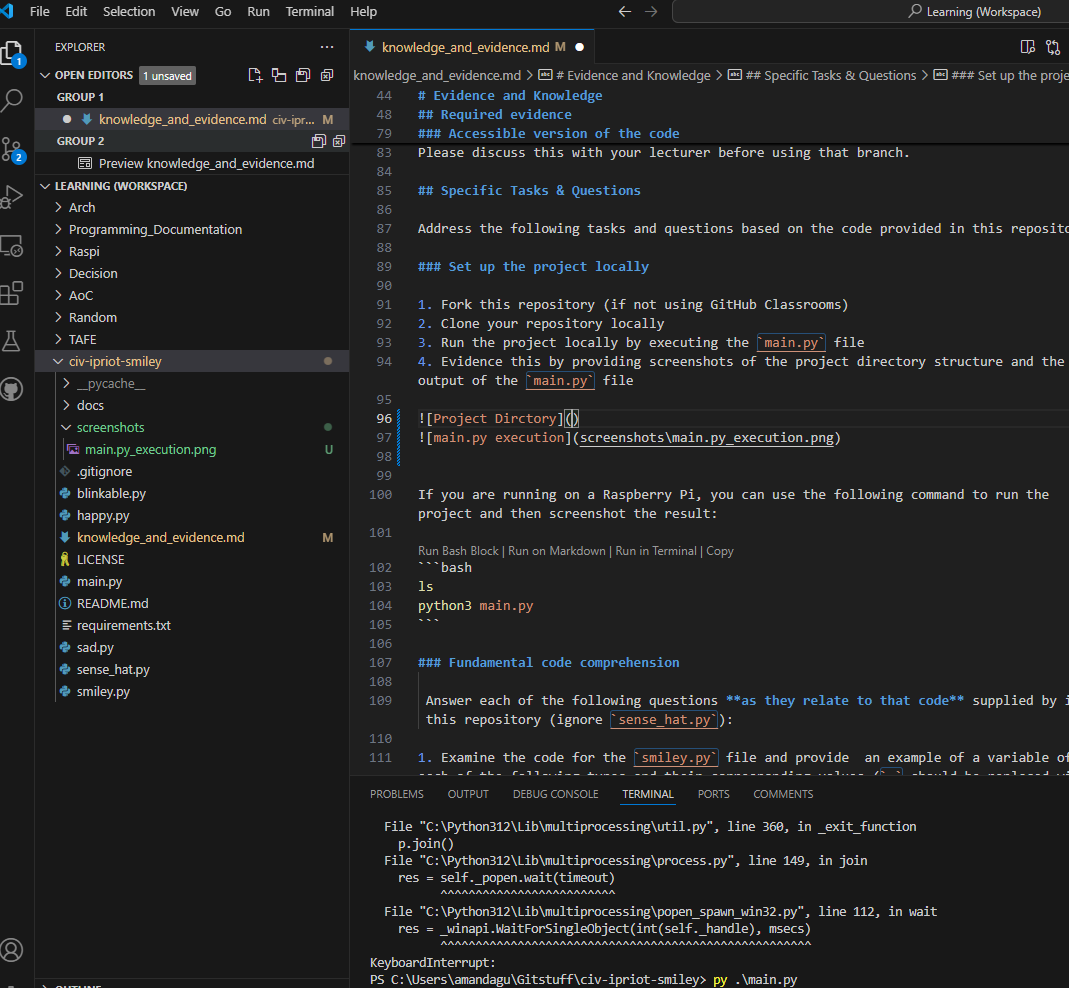 File Edit Selection View Go Run Terminal Help
Learning (Workspace)
EXPLORER
OPEN EDITORS 1 unsaved
GROUP 1
knowledge_and_evidence.md civ-ipr... M
GROUP 2
Preview knowledge_and_evidence.md
LEARNING (WORKSPACE)
Arch
Programming_Documentation
Raspi
Decision
AoC
Random
TAFE
civ-ipriot-smiley
__pycache__
docs
screenshots
main.py_execution.png U
.gitignore
blinkable.py
happy.py
knowledge_and_evidence.md M
LICENSE
main.py
README.md
requirements.txt
sad.py
sense_hat.py
smiley.py
1
2
knowledge_and_evidence.md M
knowledge_and_evidence.md > # Evidence and Knowledge > ## Specific Tasks & Questions > ### Set up the proje
44 # Evidence and Knowledge
48 ## Required evidence
79 ### Accessible version of the code
83 Please discuss this with your lecturer before using that branch.
84
85 ## Specific Tasks & Questions
86
87 Address the following tasks and questions based on the code provided in this reposito
88
89 ### Set up the project locally
90
91 1. Fork this repository (if not using GitHub Classrooms)
92 2. Clone your repository locally
93 3. Run the project locally by executing the `main.py` file
94 4. Evidence this by providing screenshots of the project directory structure and the
output of the `main.py` file
95
96 ![Project Dirctory]()
97 ![main.py execution](screenshots\main.py_execution.png)
98
99
100 If you are running on a Raspberry Pi, you can use the following command to run the
project and then screenshot the result:
101
Run Bash Block | Run on Markdown | Run in Terminal | Copy
102 ```bash
103 ls
104 python3 main.py
105 ```
106
107 ### Fundamental code comprehension
108
109 Answer each of the following questions **as they relate to that code** supplied by i
this repository (ignore `sense_hat.py`):
110
111 1. Examine the code for the `smiley.py` file and provide  an example of a variable of
PROBLEMS OUTPUT DEBUG CONSOLE TERMINAL PORTS COMMENTS
File "C:\Python312\Lib\multiprocessing\util.py", line 360, in _exit_function
p.join()
File "C:\Python312\Lib\multiprocessing\process.py", line 149, in join
res = self._popen.wait(timeout)
^^^^^^^^^^^^^^^^^^^^^^^^^
File "C:\Python312\Lib\multiprocessing\popen_spawn_win32.py", line 112, in wait
res = _winapi.WaitForSingleObject(int(self._handle), msecs)
^^^^^^^^^^^^^^^^^^^^^^^^^^^^^^^^^^^^^^^^^^^^^^^^^^^^^
KeyboardInterrupt:
PS C:\Users\amandagu\Gitstuff\civ-ipriot-smiley> py .\main.py